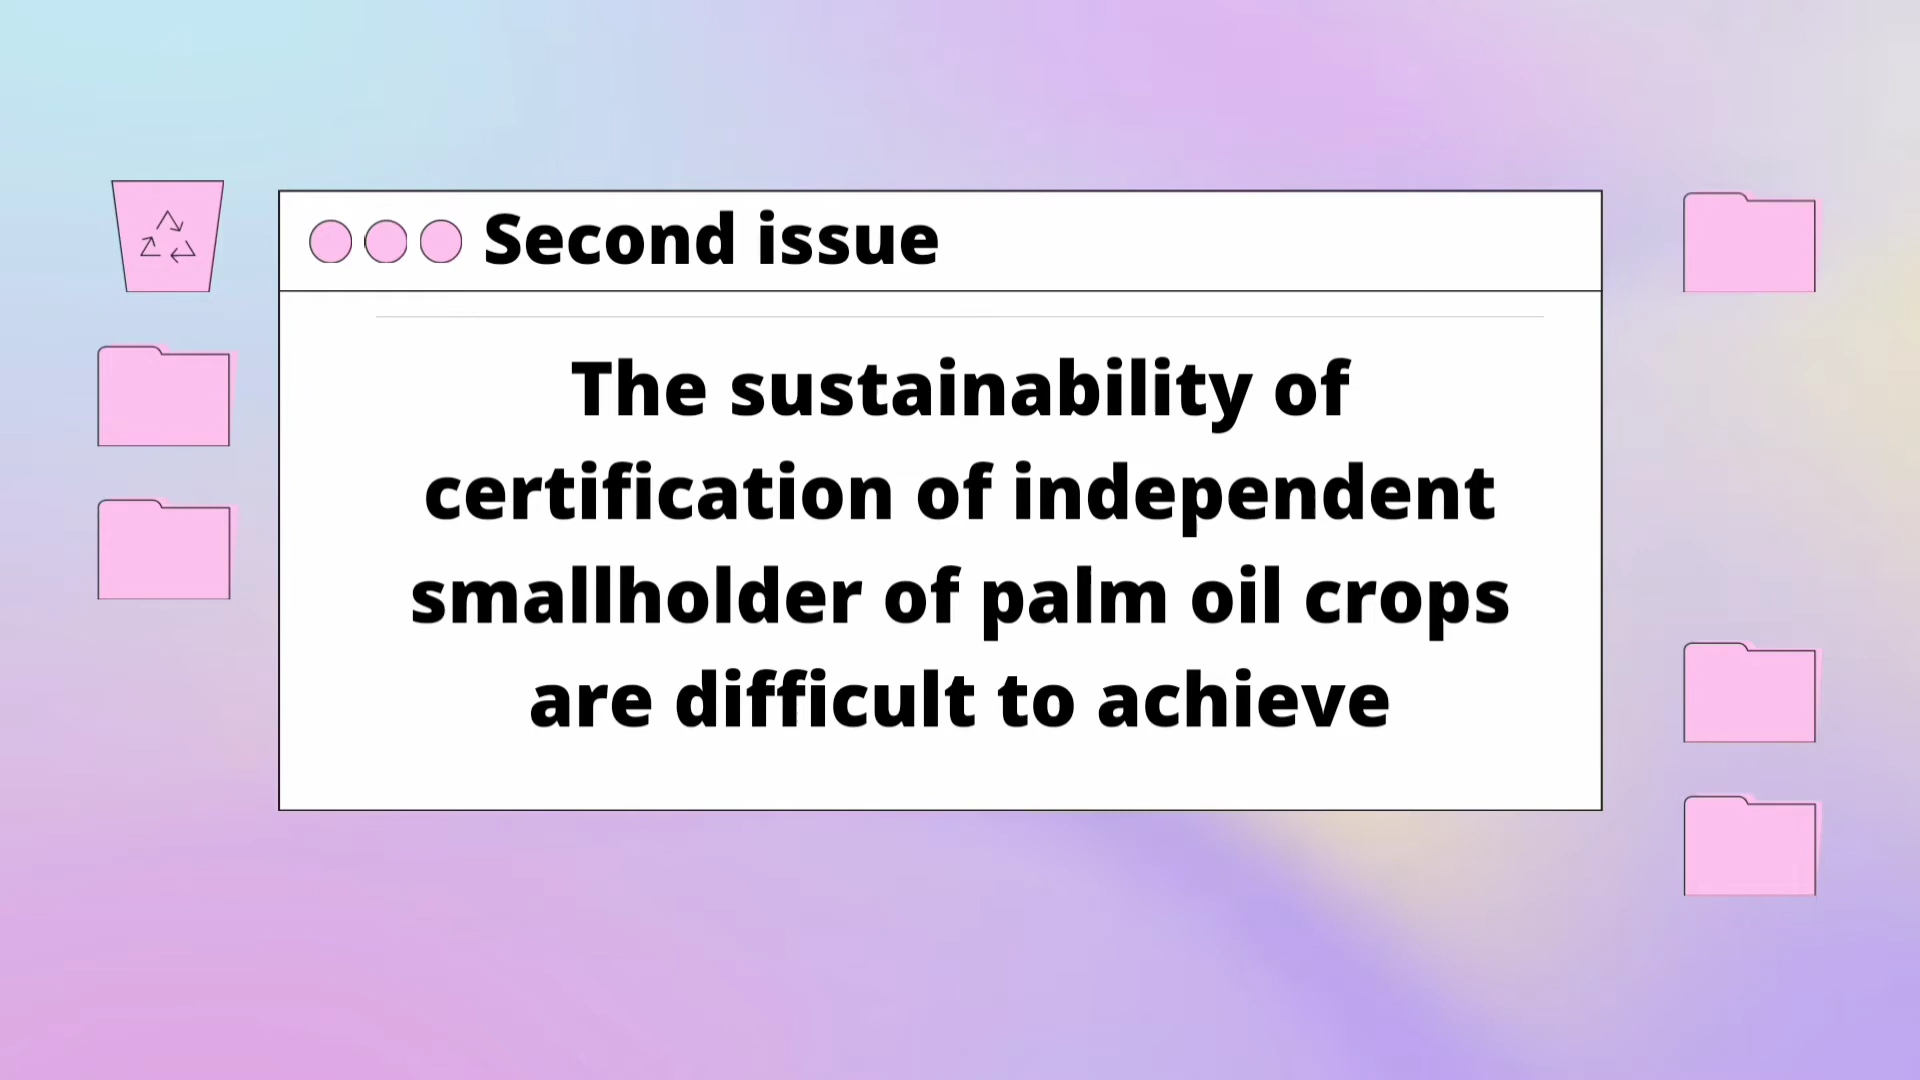 Second issue
The sustainability of
certification of independent
smallholder of palm oil crops
are difficult to achieve